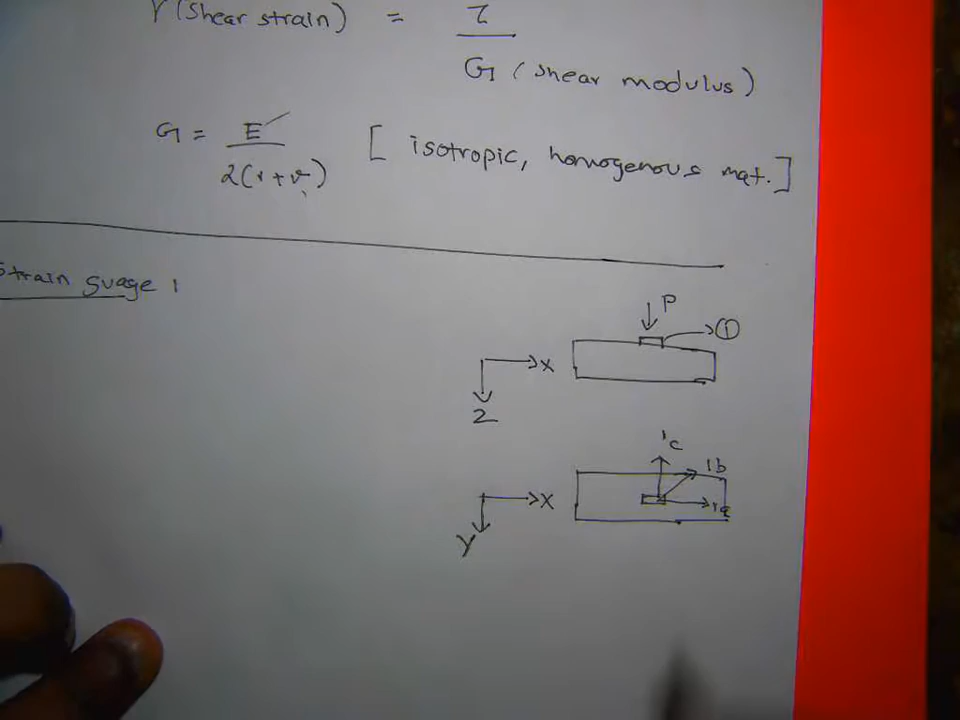 γ (shear strain) = τ
G (shear modulus)
G = E
2(1+ν) [isotropic, homogenous mat.]
Strain guage 1
P
①
X
Z
1c
1b
X
1a
Y